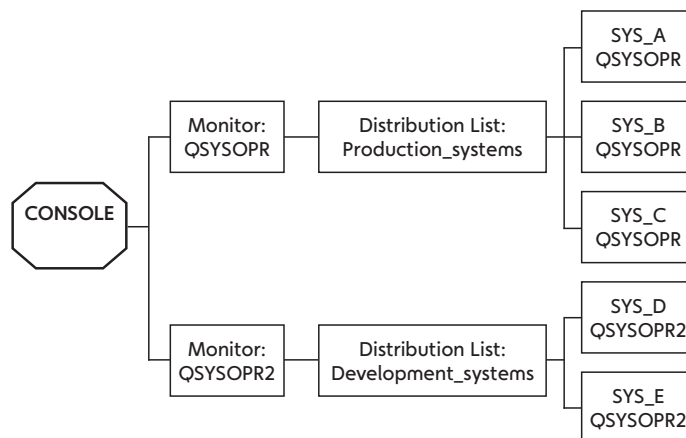 CONSOLE
Monitor:
QSYSOPR
Distribution List:
Production_systems
SYS_A
QSYSOPR
SYS_B
QSYSOPR
SYS_C
QSYSOPR
Monitor:
QSYSOPR2
Distribution List:
Development_systems
SYS_D
QSYSOPR2
SYS_E
QSYSOPR2